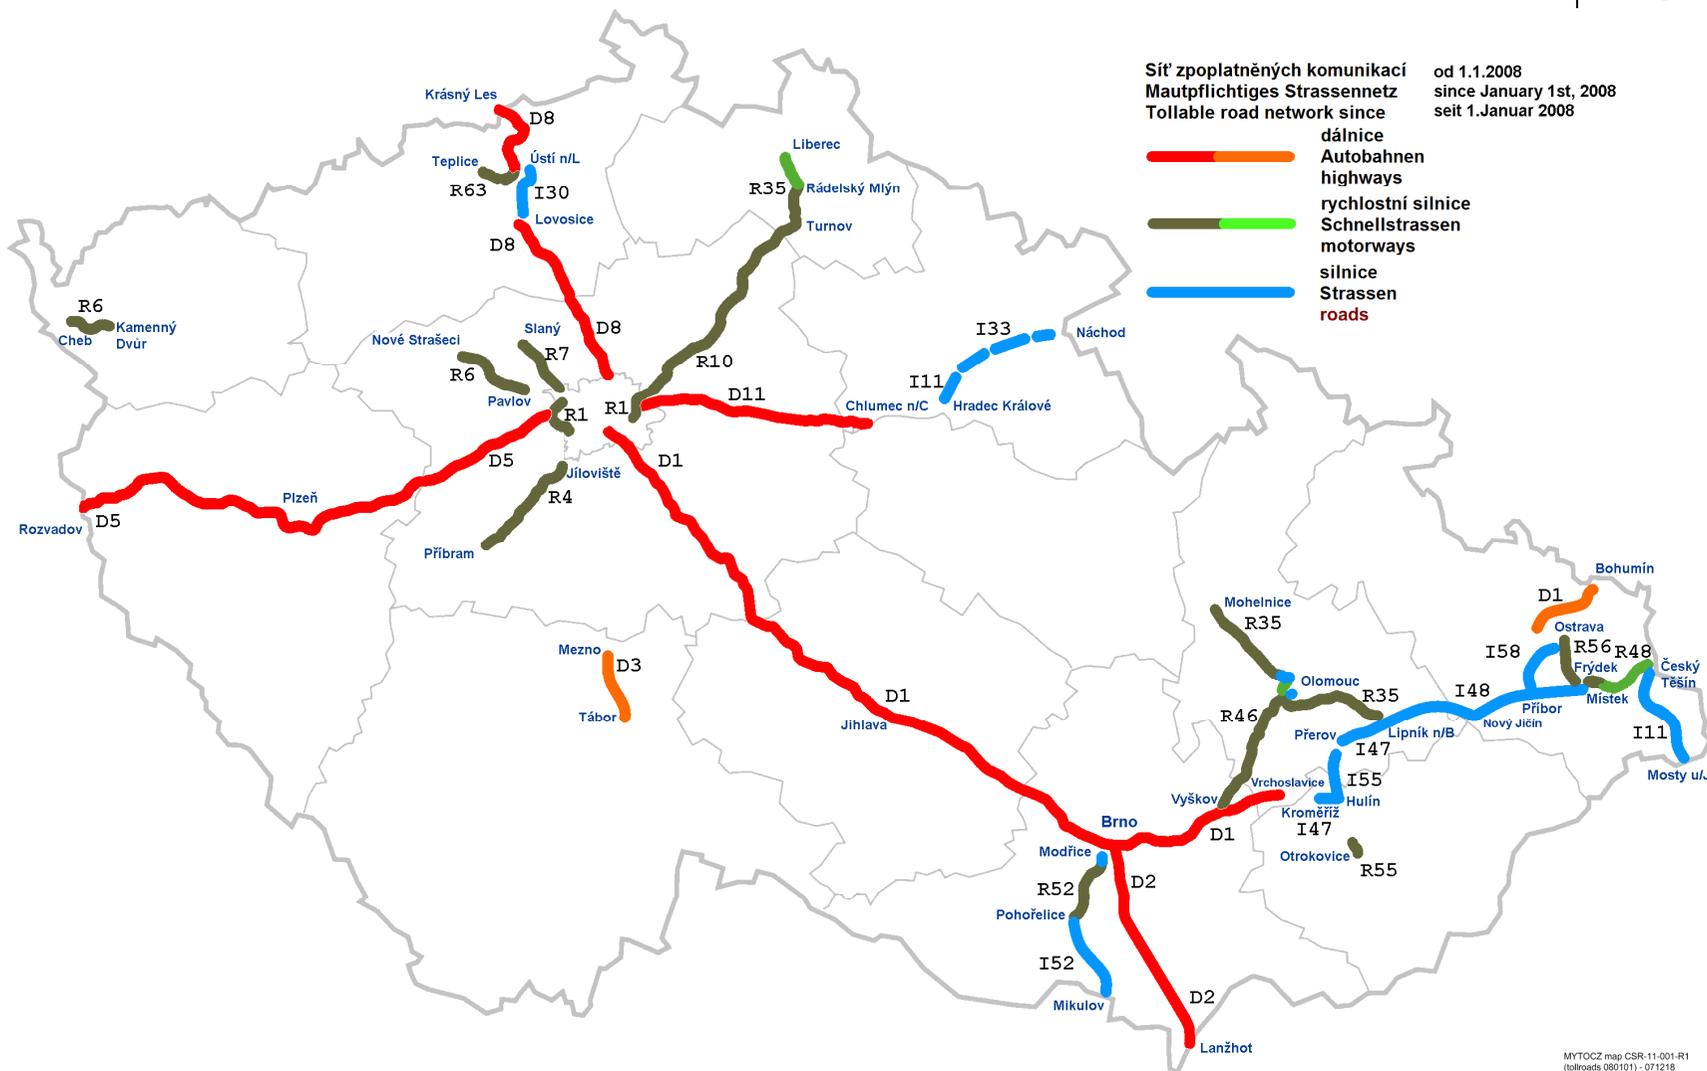 Síť zpoplatněných komunikací
od 1.1.2008
Mautpflichtiges Strassennetz
since January 1st, 2008
Tollable road network since
seit 1.Januar 2008
dálnice
Autobahnen
highways
rychlostní silnice
Schnellstrassen
motorways
silnice
Strassen
roads
Krásný Les
D8
Teplice
Ústí n/L
R63
I30
Lovosice
D8
Liberec
R35
Rádelský Mlýn
Turnov
R6
Cheb
Kamenný
Dvůr
Nové Strašecí
R6
Pavlov
Slaný
R7
D8
R10
R1
R1
D11
Chlumec n/C
I33
Náchod
I11
Hradec Králové
D5
Plzeň
D5
Rozvadov
Jíloviště
R4
Příbram
D1
Mezno
D3
Tábor
D1
Jihlava
Mohelnice
R35
Olomouc
R35
R46
Přerov
Lipník n/B
I47
I55
Vrchoslavice
Vyškov
Kroměříž
Hulín
D1
I47
Otrokovice
R55
Bohumín
D1
Ostrava
I58
R56
R48
Frýdek
Místek
Český
Těšín
I48
Příbor
Nový Jičín
I11
Mosty u/J
Brno
Modřice
R52
D2
Pohořelice
I52
Mikulov
D2
Lanžhot
MYTOCZ map CSR-11-001-R1
(tollroads 080101) - 071218